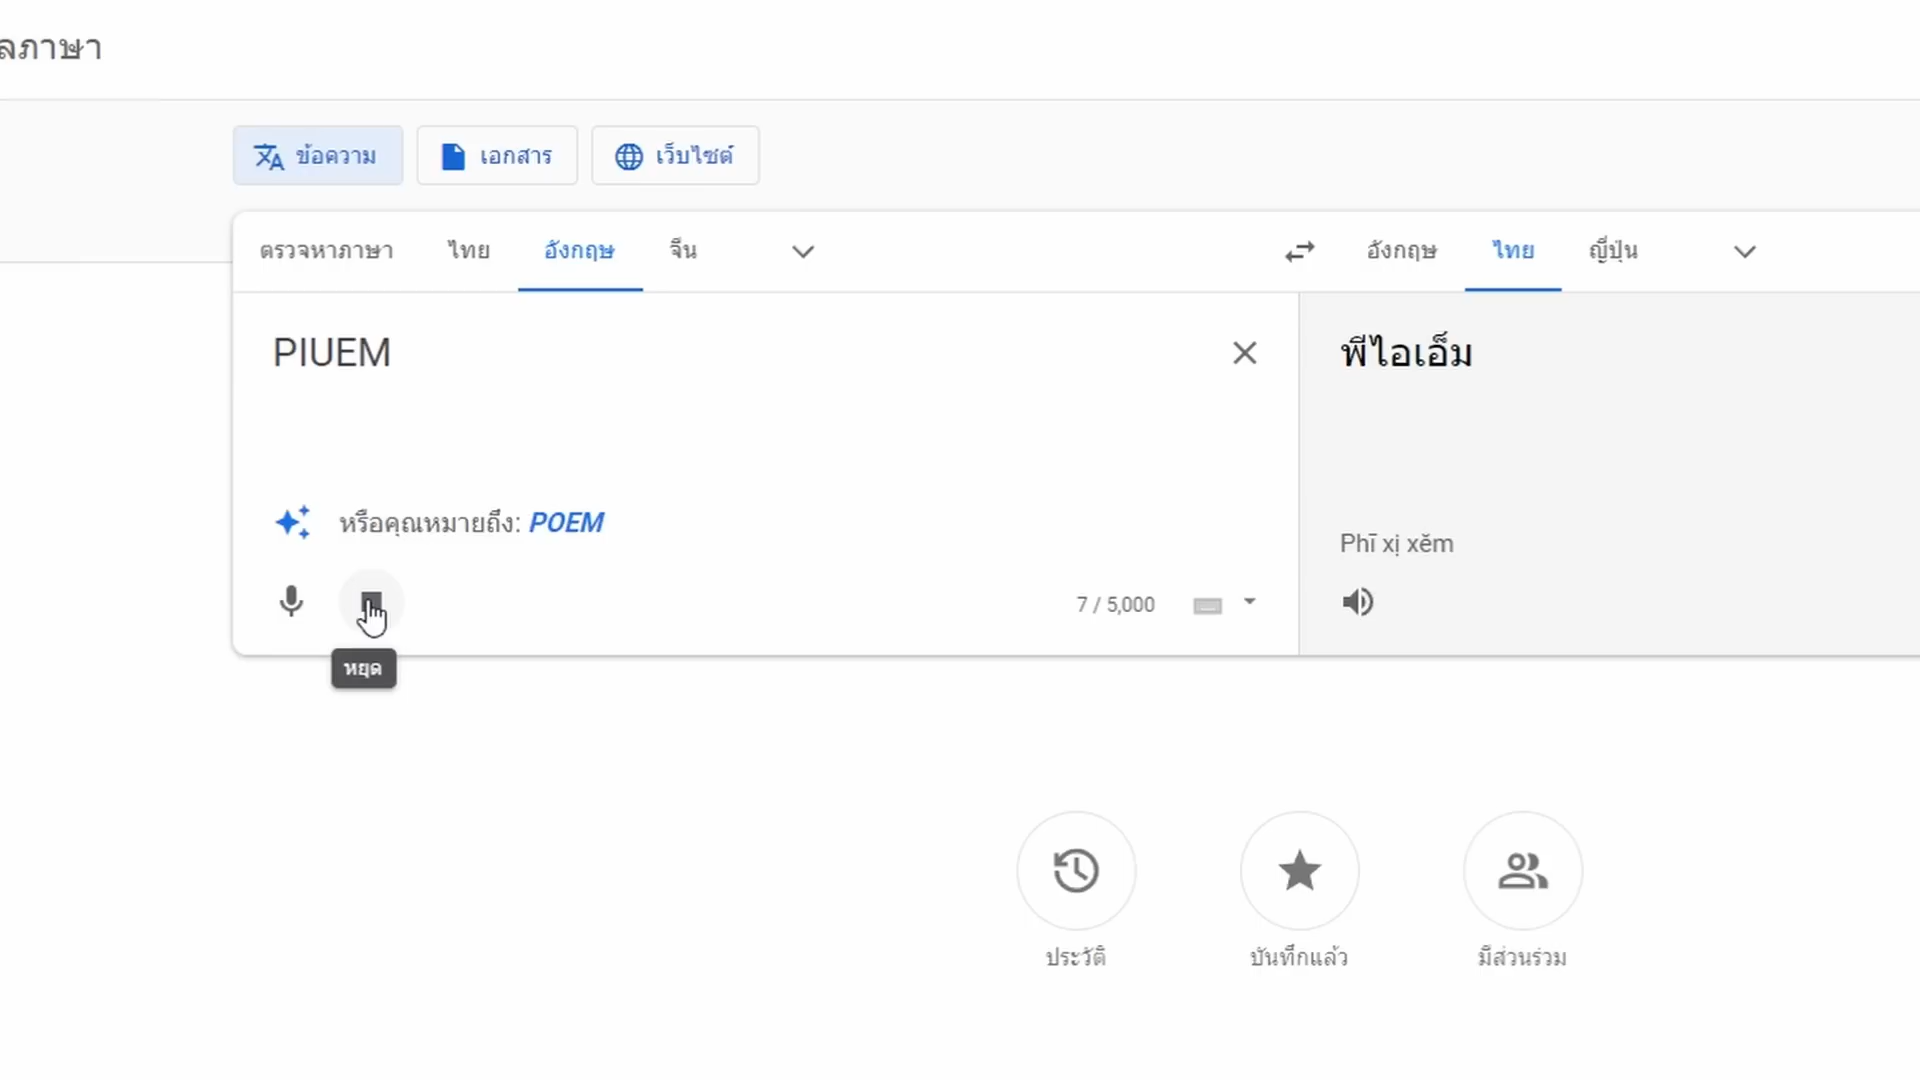 ลภาษา
ข้อความ เอกสาร เว็บไซต์
ตรวจหาภาษา ไทย อังกฤษ จีน อังกฤษ ไทย ญี่ปุ่น
PIUEM พีไอเอ็ม
หรือคุณหมายถึง: POEM
Phī xị xĕm
7 / 5,000
หยุด
ประวัติ บันทึกแล้ว มีส่วนร่วม